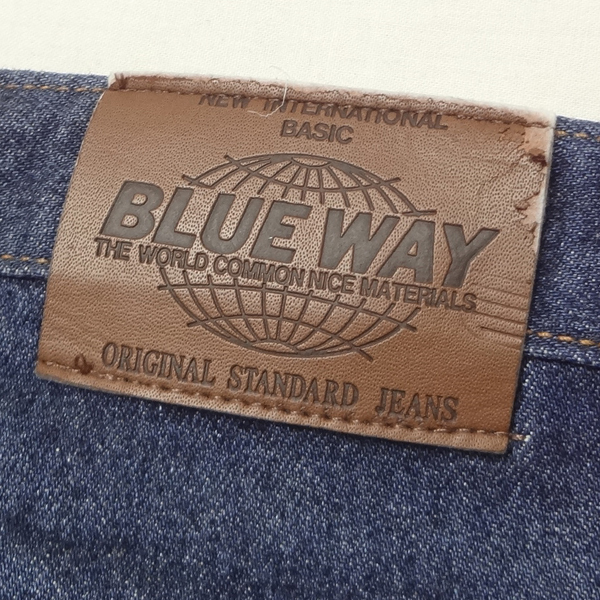 NEW INTERNATIONAL
BASIC
BLUE WAY
THE WORLD COMMON NICE MATERIALS
ORIGINAL STANDARD JEANS